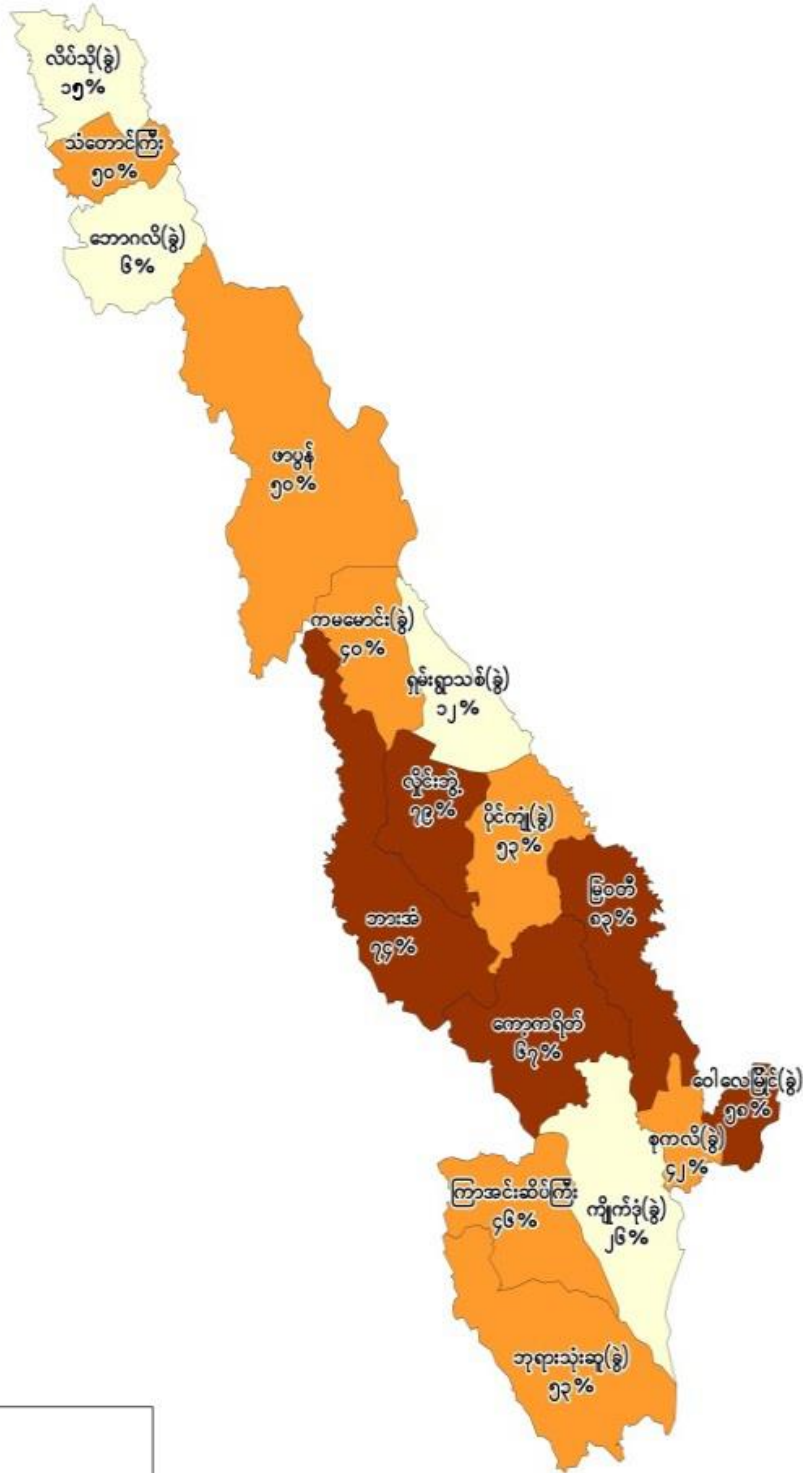 လိပ်သို(ခွဲ)
၁၅%
သံတောင်ကြီး
၅၀%
ဘောဂလိ(ခွဲ)
၆%
ဖာပွန်
၅၀%
ကမမောင်း(ခွဲ)
၄၀%
ရှမ်းရွာသစ်(ခွဲ)
၁၂%
လှိုင်းဘွဲ့
၇၉%
ပိုင်ကျုံ(ခွဲ)
၅၃%
မြဝတီ
၈၃%
ဘားအံ
၇၄%
ကော့ကရိတ်
၆၇%
ဝေါလေမြိုင်(ခွဲ)
၅၈%
စုကလိ(ခွဲ)
၄၂%
ကြာအင်းဆိပ်ကြီး
၄၆%
ကျိုက်ဒုံ(ခွဲ)
၂၆%
ဘုရားသုံးဆူ(ခွဲ)
၅၃%